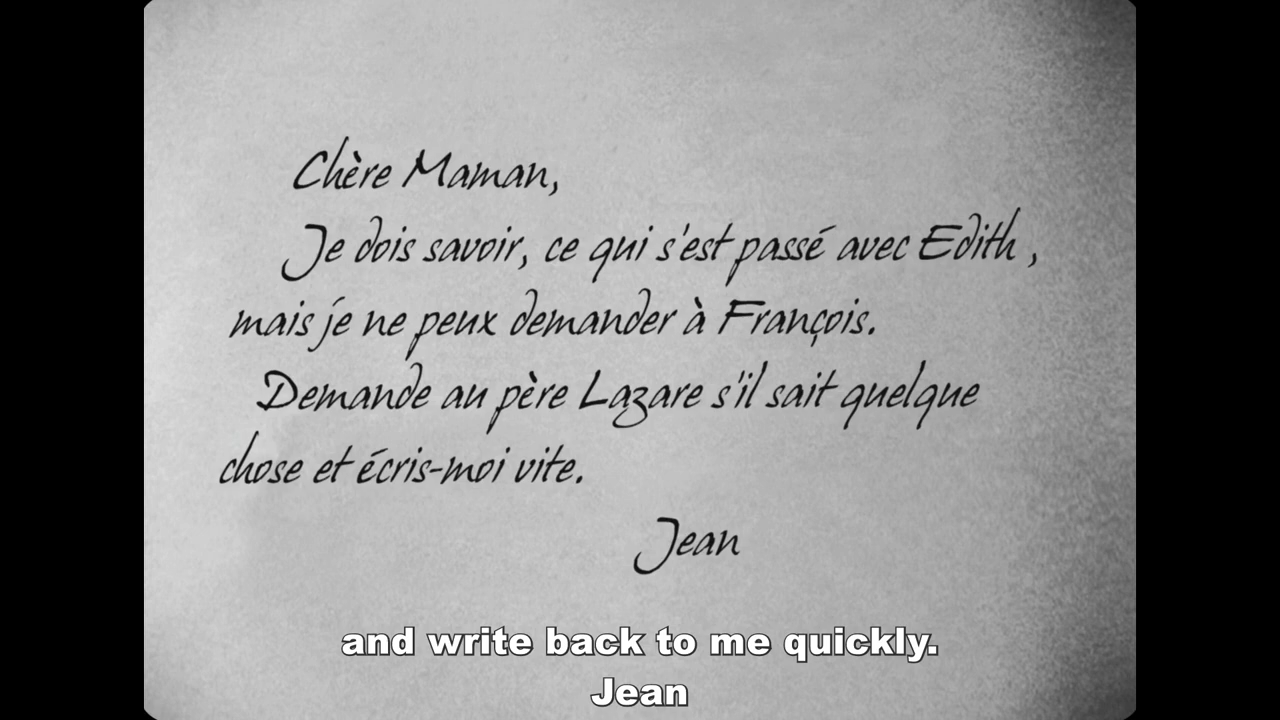 Chère Maman,
Je dois savoir, ce qui s'est passé avec Edith,
mais je ne peux demander à François.
Demande au père Lazare s'il sait quelque
chose et écris-moi vite.
Jean
and write back to me quickly.
Jean